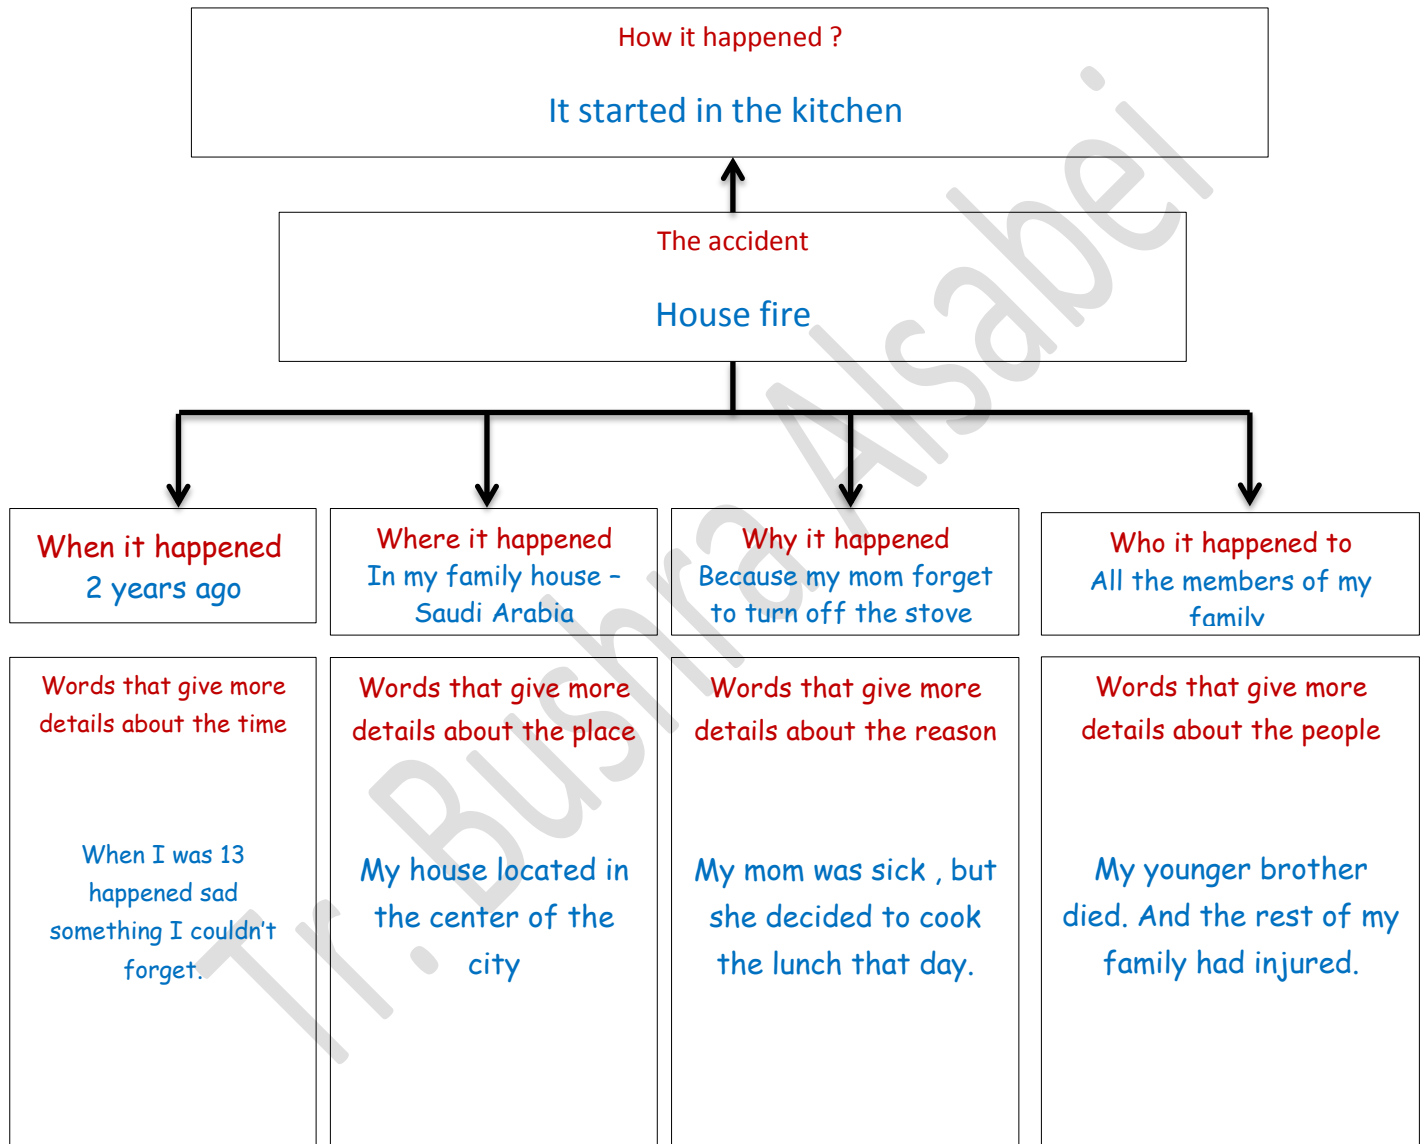 How it happened ?
It started in the kitchen
The accident
House fire
When it happened
2 years ago
Where it happened
In my family house –
Saudi Arabia
Why it happened
Because my mom forget
to turn off the stove
Who it happened to
All the members of my
family
Words that give more
details about the time
When I was 13
happened sad
something I couldn't
forget.
Words that give more
details about the place
My house located in
the center of the
city
Words that give more
details about the reason
My mom was sick , but
she decided to cook
the lunch that day.
Words that give more
details about the people
My younger brother
died. And the rest of my
family had injured.
Tr. Bushra Alsabei